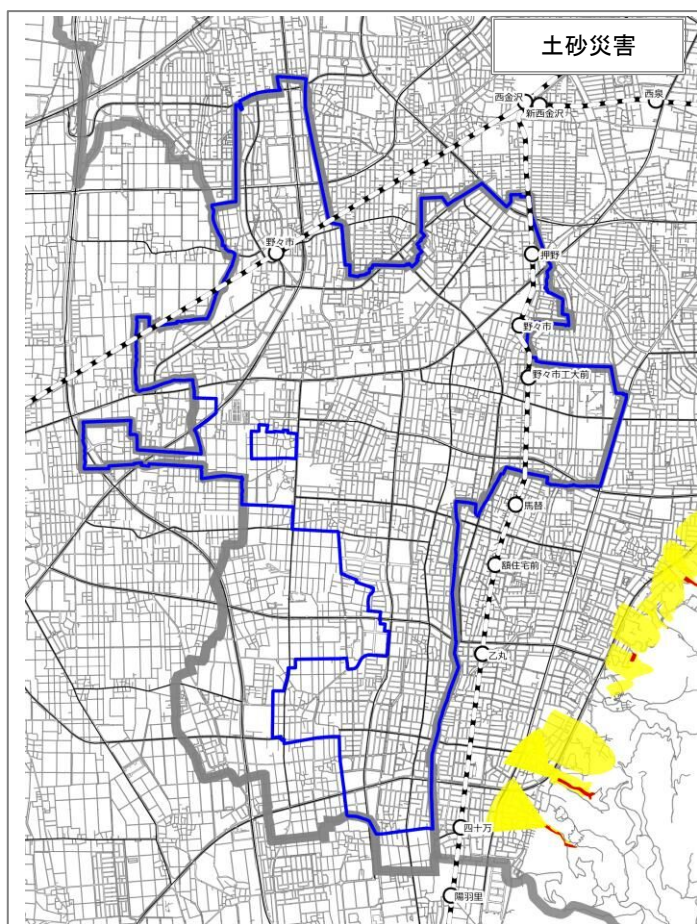 土砂災害
西金沢
西泉
新西金沢
野々市
押野
野々市
野々市工大前
馬替
額住宅前
乙丸
四十万
陽羽里